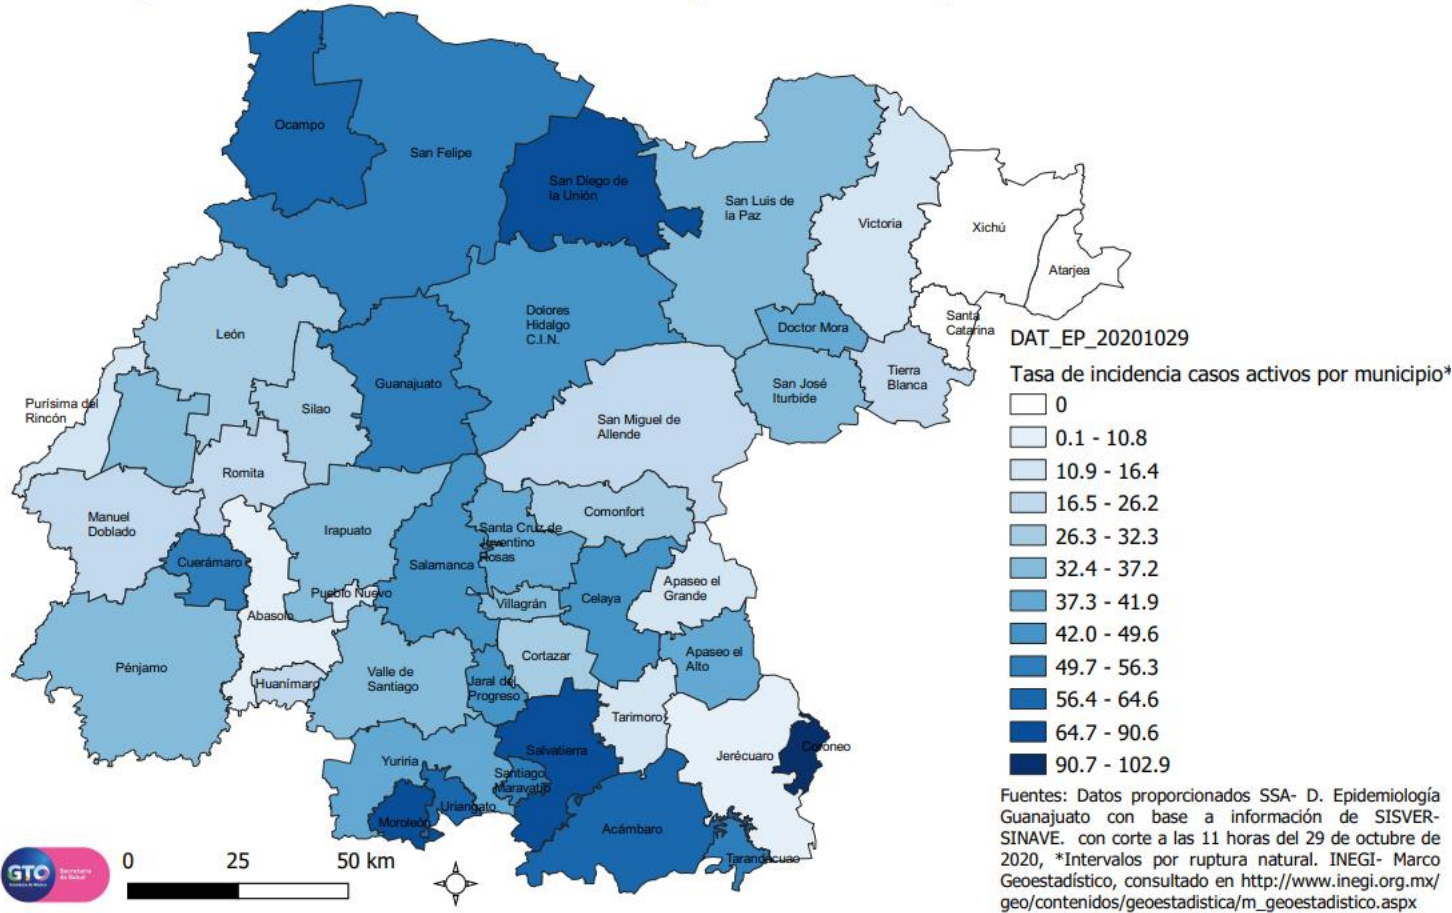 Ocampo
San Felipe
San Diego de
la Unión
San Luis de
la Paz
Victoria
Xichú
Atarjea
León
Dolores
Hidalgo
C.I.N.
Doctor Mora
Santa
Catarina
Guanajuato
San José
Iturbide
Tierra
Blanca
Purísima del
Rincón
Silao
San Miguel de
Allende
Romita
Manuel
Doblado
Irapuato
Santa Cruz de
Juventino
Rosas
Comonfort
Cuerámaro
Salamanca
Pueblo Nuevo
Villagrán
Celaya
Apaseo el
Grande
Abasolo
Pénjamo
Huanímaro
Valle de
Santiago
Jaral del
Progreso
Cortazar
Apaseo el
Alto
Tarimoro
Jerécuaro
Coroneo
Yuriria
Salvatierra
Santiago
Maravatío
Uriangato
Moroleón
Acámbaro
Tarandacuao
DAT_EP_20201029
Tasa de incidencia casos activos por municipio*
0
0.1 - 10.8
10.9 - 16.4
16.5 - 26.2
26.3 - 32.3
32.4 - 37.2
37.3 - 41.9
42.0 - 49.6
49.7 - 56.3
56.4 - 64.6
64.7 - 90.6
90.7 - 102.9
Fuentes: Datos proporcionados SSA- D. Epidemiología
Guanajuato con base a información de SISVER-
SINAVE. con corte a las 11 horas del 29 de octubre de
2020, *Intervalos por ruptura natural. INEGI- Marco
Geoestadístico, consultado en http://www.inegi.org.mx/
geo/contenidos/geoestadistica/m_geoestadistico.aspx
GTO
Secretaría
de Salud
0 25 50 km